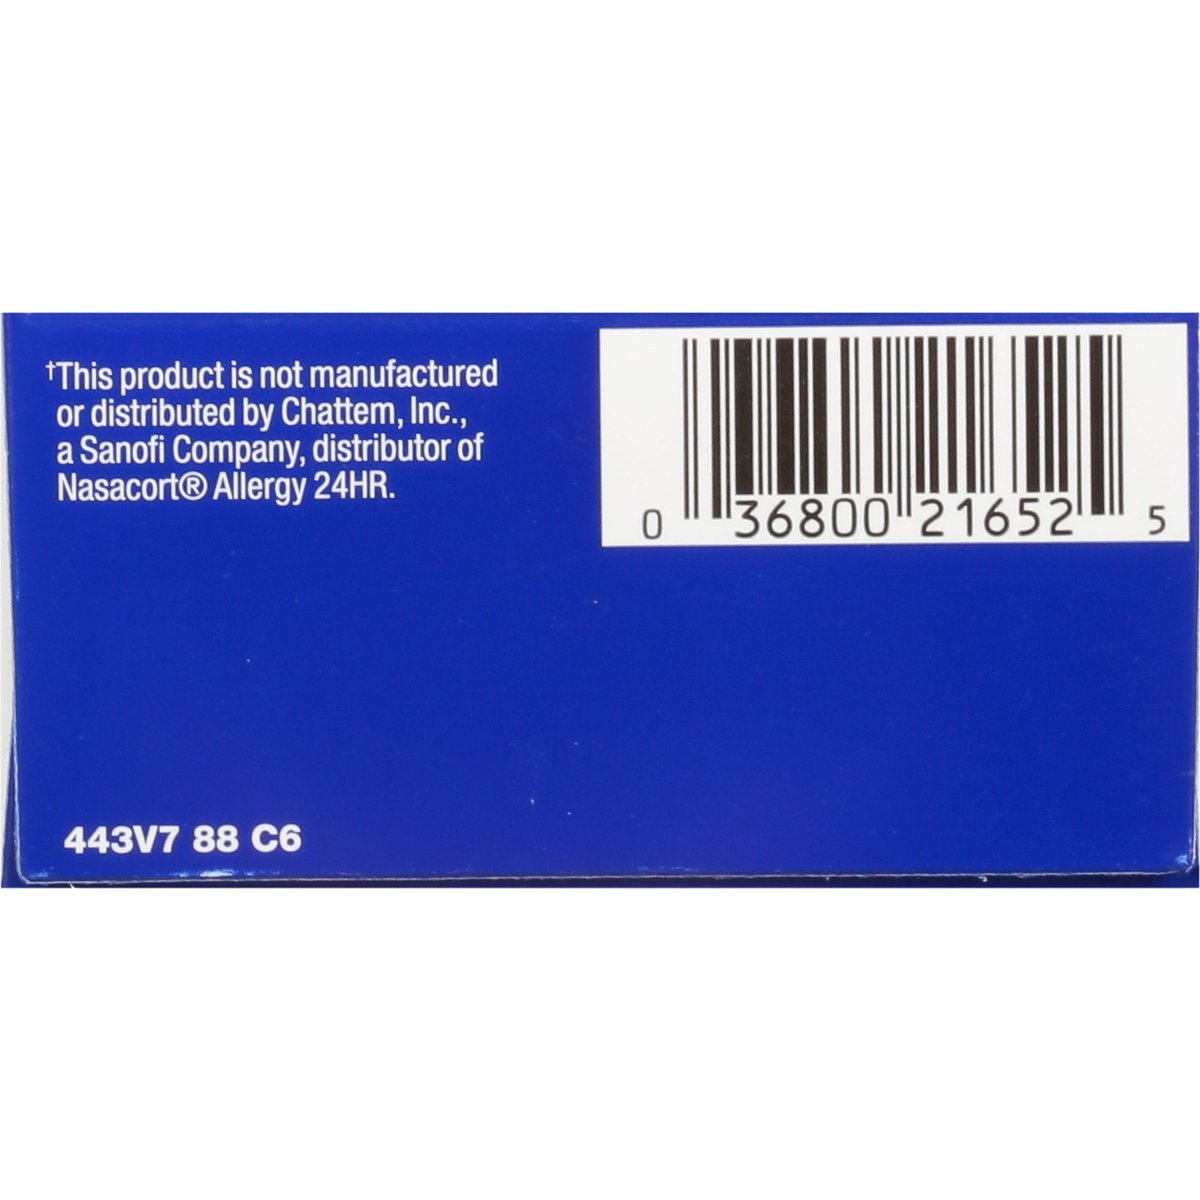 †This product is not manufactured
or distributed by Chattem, Inc.,
a Sanofi Company, distributor of
Nasacort® Allergy 24HR.
0 36800 21652 5
443V7 88 C6